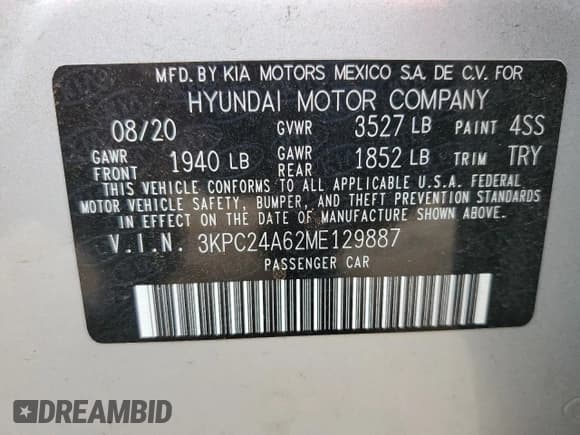 MFD. BY KIA MOTORS MEXICO S.A. DE C.V. FOR
HYUNDAI MOTOR COMPANY
08/20 GVWR 3527 LB PAINT 4SS
GAWR FRONT 1940 LB GAWR REAR 1852 LB TRIM TRY
THIS VEHICLE CONFORMS TO ALL APPLICABLE U.S.A. FEDERAL
MOTOR VEHICLE SAFETY, BUMPER, AND THEFT PREVENTION STANDARDS
IN EFFECT ON THE DATE OF MANUFACTURE SHOWN ABOVE.
V.I.N. 3KPC24A62ME129887
PASSENGER CAR
DREAMBID